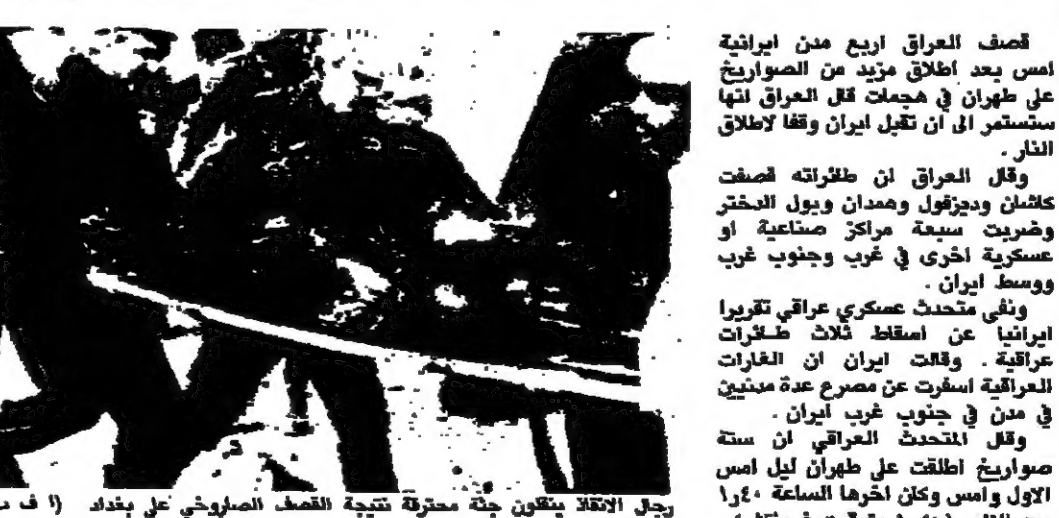 قصف العراق اربع مدن ايرانية
امس بعد اطلاق مزيد من الصواريخ
على طهران في هجمات قال العراق انها
ستستمر الى ان تقبل ايران وقفا لاطلاق
النار .
وقال العراق ان طائراته قصفت
كاشان وديزفول وهمدان وبول الدختر
وضربت سبعة مراكز صناعية او
عسكرية اخرى في غرب وجنوب غرب
ووسط ايران .
ونفى متحدث عسكري عراقي تقريرا
ايرانيا عن اسقاط ثلاث طائرات
عراقية . وقالت ايران ان الغارات
العراقية اسفرت عن مصرع عدة مدنيين
في مدن في جنوب غرب ايران .
وقال المتحدث العراقي ان ستة
صواريخ اطلقت على طهران ليل امس
الاول وامس وكان اخرها الساعة ٤٠ر١
رجال الانقاذ ينقلون جثة محترقة نتيجة القصف الصاروخي على بغداد (ا ف